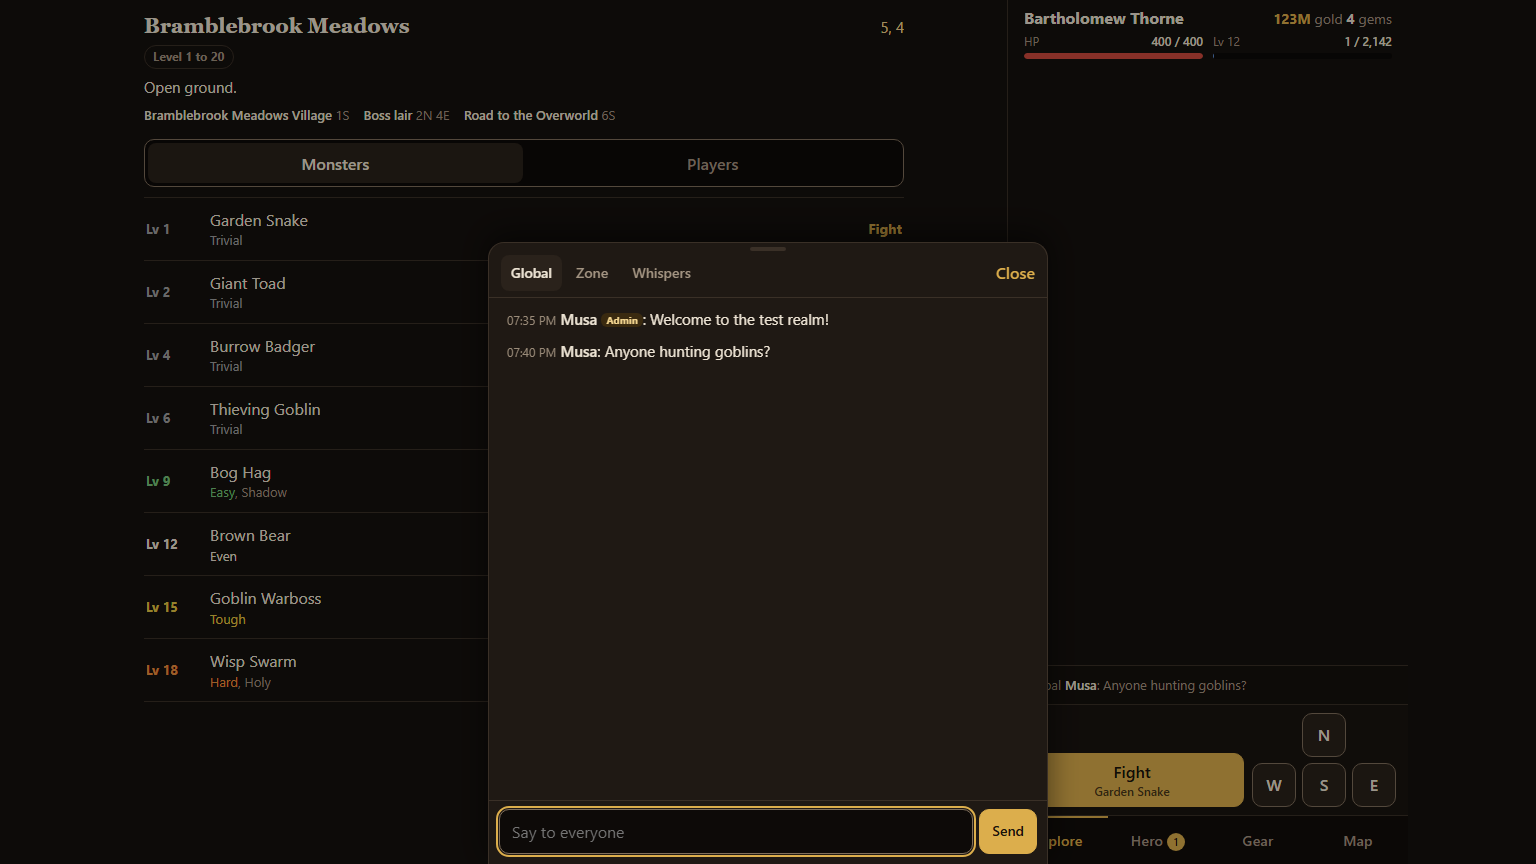 Bramblebrook Meadows
5, 4
Level 1 to 20
Open ground.
Bramblebrook Meadows Village 1S Boss lair 2N 4E Road to the Overworld 6S
Monsters
Players
Lv 1
Garden Snake
Trivial
Fight
Lv 2
Giant Toad
Trivial
Lv 4
Burrow Badger
Trivial
Lv 6
Thieving Goblin
Trivial
Lv 9
Bog Hag
Easy, Shadow
Lv 12
Brown Bear
Even
Lv 15
Goblin Warboss
Tough
Lv 18
Wisp Swarm
Hard, Holy
Global Zone Whispers
Close
07:35 PM Musa Admin: Welcome to the test realm!
07:40 PM Musa: Anyone hunting goblins?
Say to everyone
Send
Bartholomew Thorne
123M gold 4 gems
HP 400 / 400
Lv 12 1 / 2,142
Musa: Anyone hunting goblins?
N
Fight
Garden Snake
W S E
Hero 1
Gear
Map